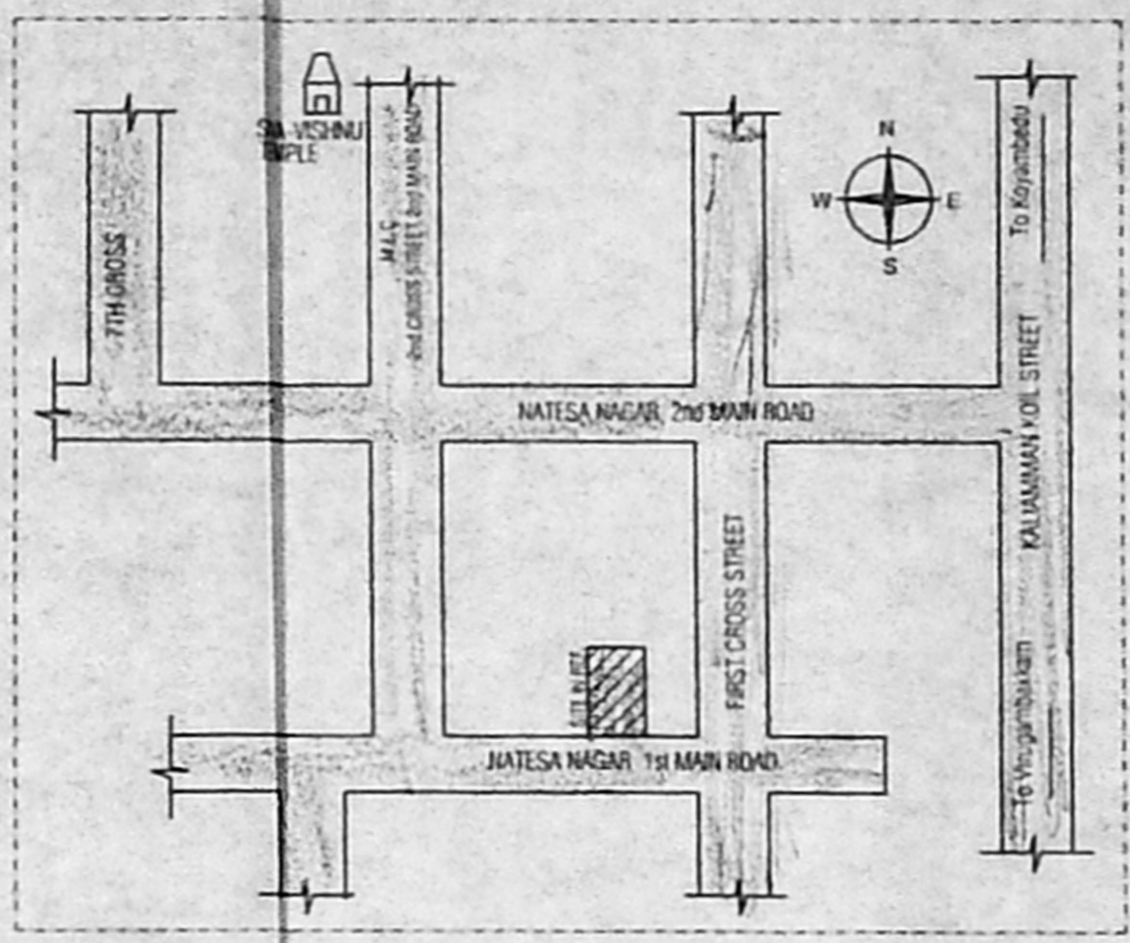 SIVA-VISHNU
TEMPLE
7TH CROSS
M.I.G
2nd CROSS STREET 2nd MAIN ROAD
N
W
E
S
To Koyambedu
NATESA NAGAR, 2nd MAIN ROAD
KALIAMMAN KOIL STREET
FIRST CROSS STREET
SITE IN
NATESA NAGAR 1st MAIN ROAD
To Virugambakkam